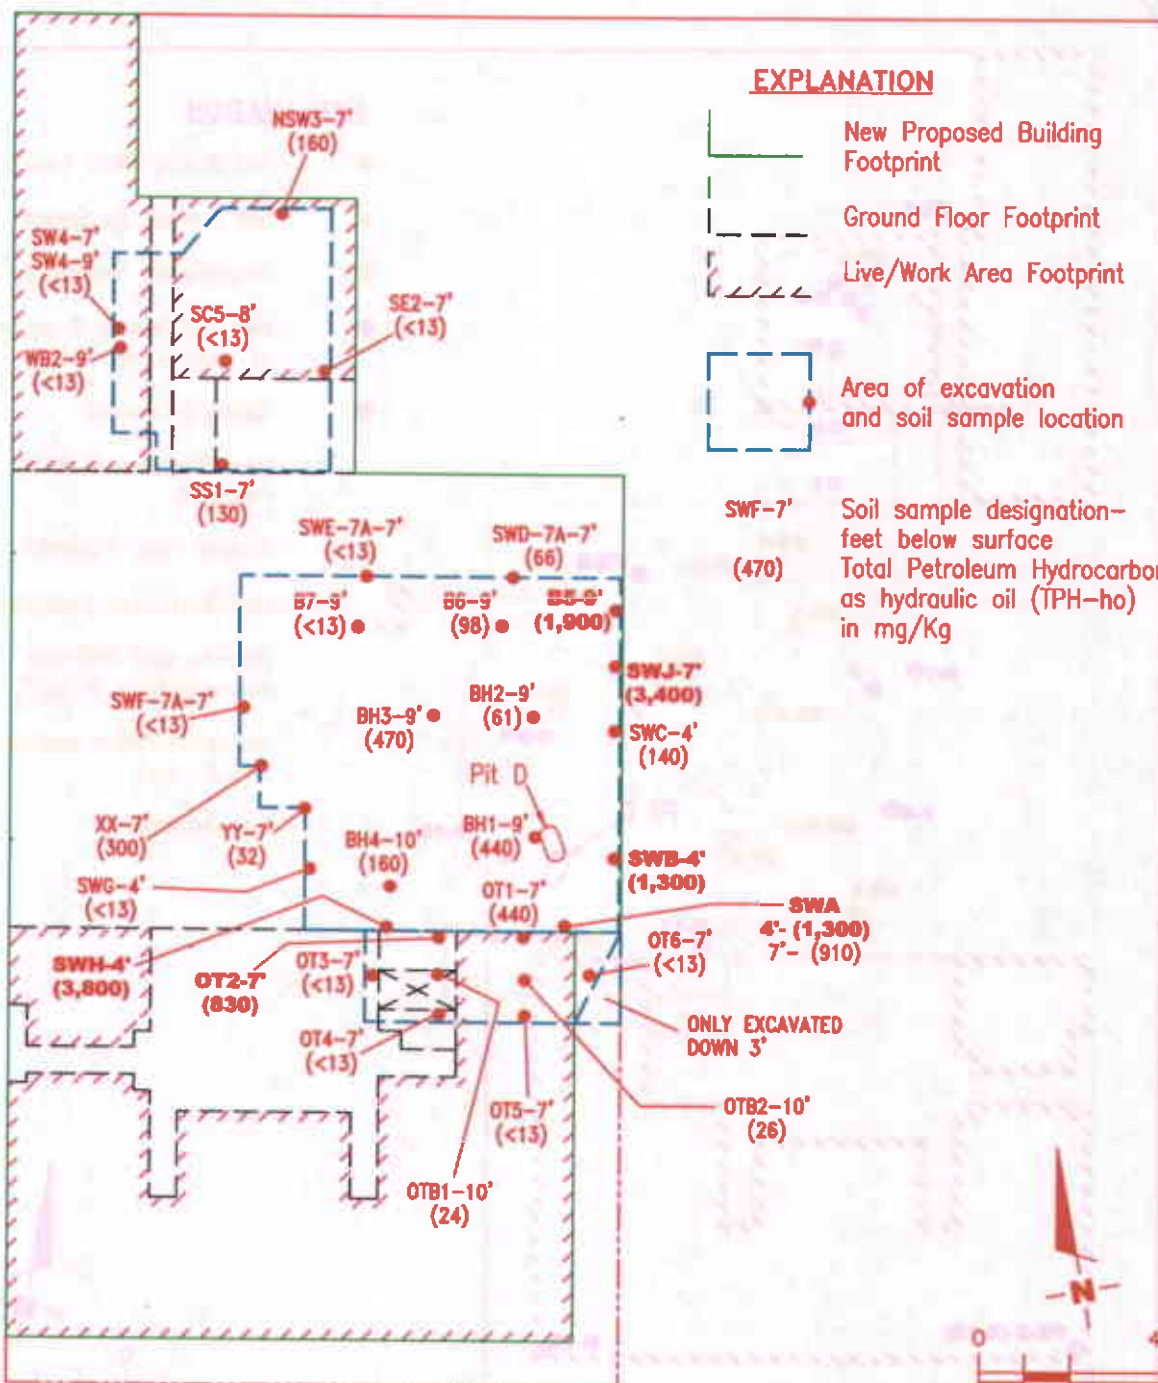 EXPLANATION
New Proposed Building
Footprint
Ground Floor Footprint
Live/Work Area Footprint
Area of excavation
and soil sample location
SWF-7'
Soil sample designation-
feet below surface
(470)
Total Petroleum Hydrocarbon
as hydraulic oil (TPH-ho)
in mg/Kg
NSW3-7'
(160)
SW4-7'
SW4-9'
(<13)
WB2-9'
(<13)
SC5-8'
(<13)
SE2-7'
(<13)
SS1-7'
(130)
SWE-7A-7'
(<13)
SWD-7A-7'
(66)
B7-9'
(<13)
B6-9'
(98)
B5-9'
(1,900)
SWJ-7'
(3,400)
SWF-7A-7'
(<13)
BH3-9'
(470)
BH2-9'
(61)
SWC-4'
(140)
Pit D
XX-7'
(300)
YY-7'
(32)
BH4-10'
(160)
BH1-9'
(440)
SWB-4'
(1,300)
SWG-4'
(<13)
OT1-7'
(440)
SWA
4'- (1,300)
7'- (910)
SWH-4'
(3,800)
OT2-7'
(830)
OT3-7'
(<13)
OT6-7'
(<13)
OT4-7'
(<13)
ONLY EXCAVATED
DOWN 3'
OT5-7'
(<13)
OTB2-10'
(26)
OTB1-10'
(24)
N
0
4